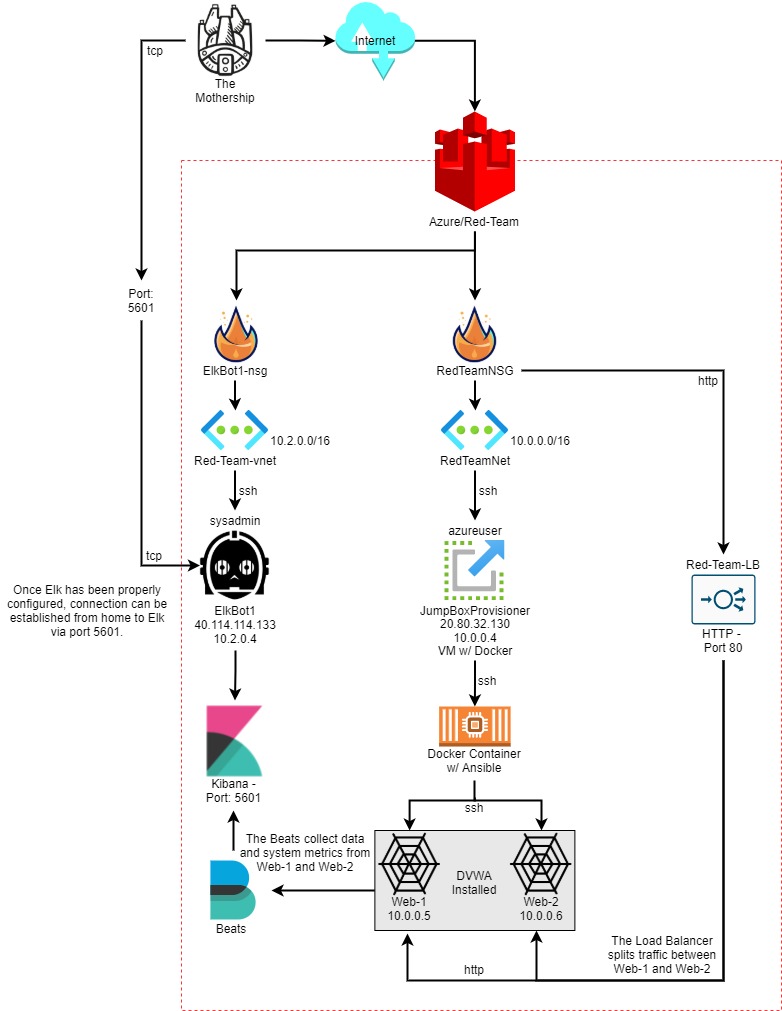 Internet
tcp
The
Mothership
Azure/Red-Team
Port:
5601
ElkBot1-nsg
RedTeamNSG
http
10.2.0.0/16
Red-Team-vnet
10.0.0.0/16
RedTeamNet
ssh
ssh
sysadmin
azureuser
tcp
Red-Team-LB
Once Elk has been properly
configured, connection can be
established from home to Elk
via port 5601.
ElkBot1
40.114.114.133
10.2.0.4
JumpBoxProvisioner
20.80.32.130
10.0.0.4
VM w/ Docker
HTTP -
Port 80
ssh
Docker Container
w/ Ansible
Kibana -
Port: 5601
ssh
The Beats collect data
and system metrics from
Web-1 and Web-2
DVWA
Installed
Web-1
10.0.0.5
Web-2
10.0.0.6
Beats
The Load Balancer
splits traffic between
Web-1 and Web-2
http